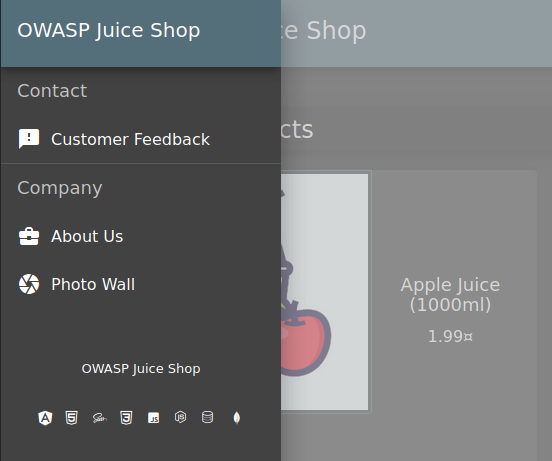 OWASP Juice Shop
ce Shop
Contact
Customer Feedback
Company
About Us
Photo Wall
OWASP Juice Shop
cts
Apple Juice
(1000ml)
1.99¤